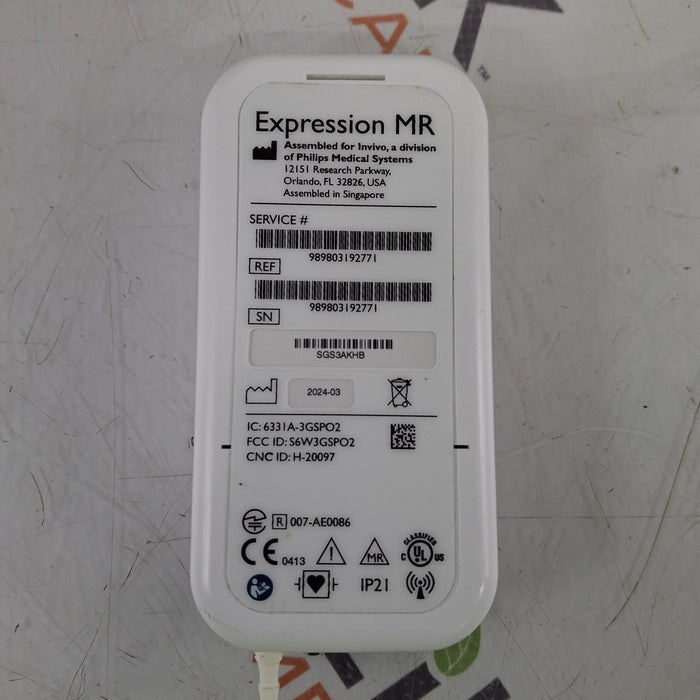 Expression MR
Assembled for Invivo, a division
of Philips Medical Systems
12151 Research Parkway,
Orlando, FL 32826, USA
Assembled in Singapore
SERVICE #
989803192771
REF
989803192771
SN
SGS3AKHB
2024-03
IC: 6331A-3GSPO2
FCC ID: S6W3GSPO2
CNC ID: H-20097
R 007-AE0086
CE 0413
MR
CLASSIFIED
C UL US
IP21
TM